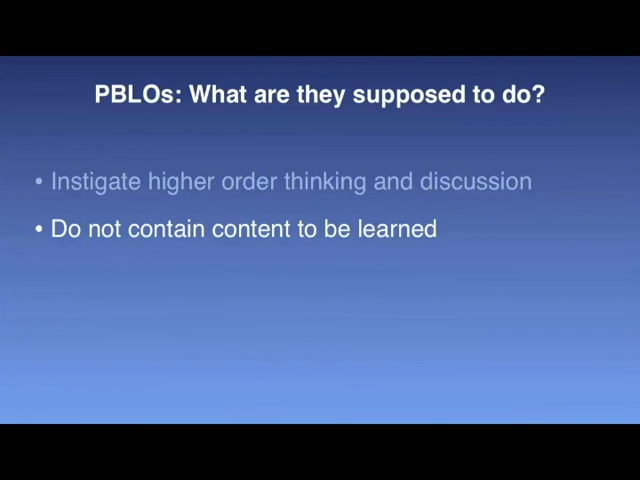 PBLOs: What are they supposed to do?
• Instigate higher order thinking and discussion
• Do not contain content to be learned